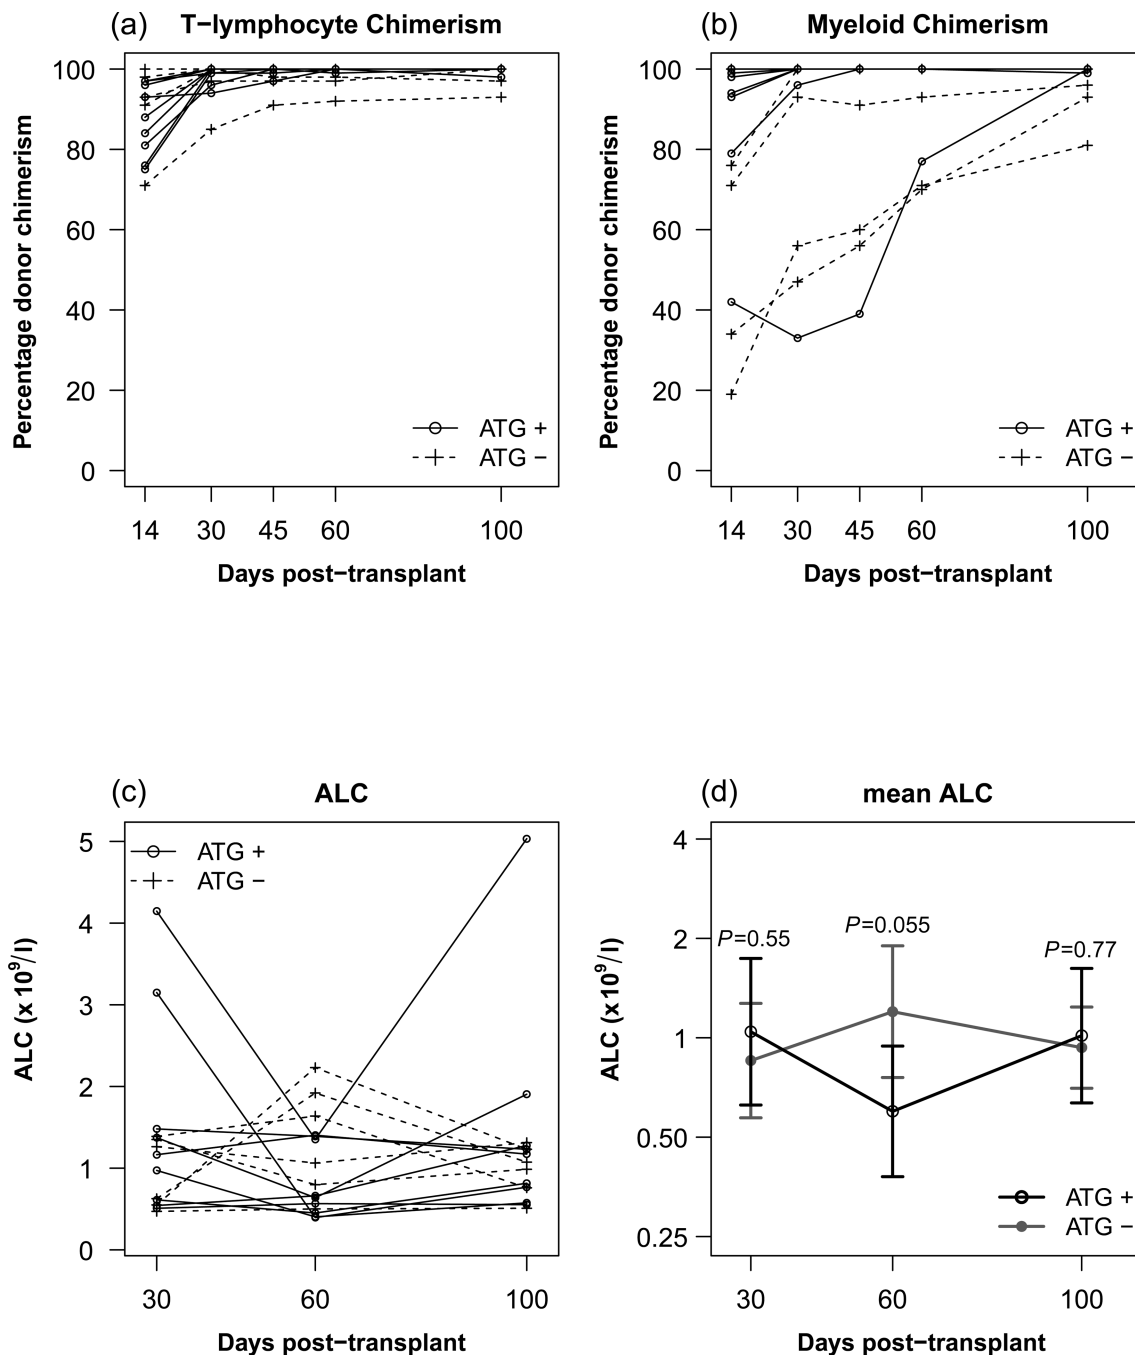 (a) T−lymphocyte Chimerism
Percentage donor chimerism
100
80
60
40
20
0
ATG +
ATG −
14 30 45 60 100
Days post−transplant
(b) Myeloid Chimerism
Percentage donor chimerism
100
80
60
40
20
0
ATG +
ATG −
14 30 45 60 100
Days post−transplant
(c) ALC
ALC (x 10⁹/l)
5
4
3
2
1
0
ATG +
ATG −
30 60 100
Days post−transplant
(d) mean ALC
ALC (x 10⁹/l)
4
2
1
0.50
0.25
P=0.55
P=0.055
P=0.77
ATG +
ATG −
30 60 100
Days post−transplant